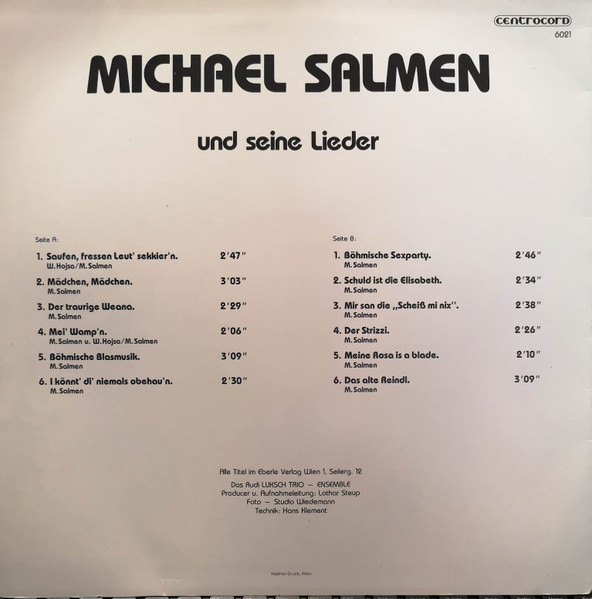 centrocord
6021
MICHAEL SALMEN
und seine Lieder
Seite A:
1. Saufen, fressen Leut' sekkier'n. 2'47"
W. Hojsa/M. Salmen
2. Mädchen, Mädchen. 3'03"
M. Salmen
3. Der traurige Weana. 2'29"
M. Salmen
4. Mei' Wamp'n. 2'06"
M. Salmen u. W. Hojsa/M. Salmen
5. Böhmische Blasmusik. 3'09"
M. Salmen
6. I könnt' di' niemals obehau'n. 2'30"
M. Salmen
Seite B:
1. Böhmische Sexparty. 2'46"
M. Salmen
2. Schuld ist die Elisabeth. 2'34"
M. Salmen
3. Mir san die „Scheiß mi nix". 2'38"
M. Salmen
4. Der Strizzi. 2'26"
M. Salmen
5. Meine Rosa is a blade. 2'10"
M. Salmen
6. Das alte Reindl. 3'09"
M. Salmen
Alle Titel im Eberle Verlag Wien 1, Seilerg. 12
Das Rudi LUKSCH TRIO – ENSEMBLE
Producer u. Aufnahmeleitung: Lothar Steup
Foto – Studio Wiedemann
Technik: Hans Klement